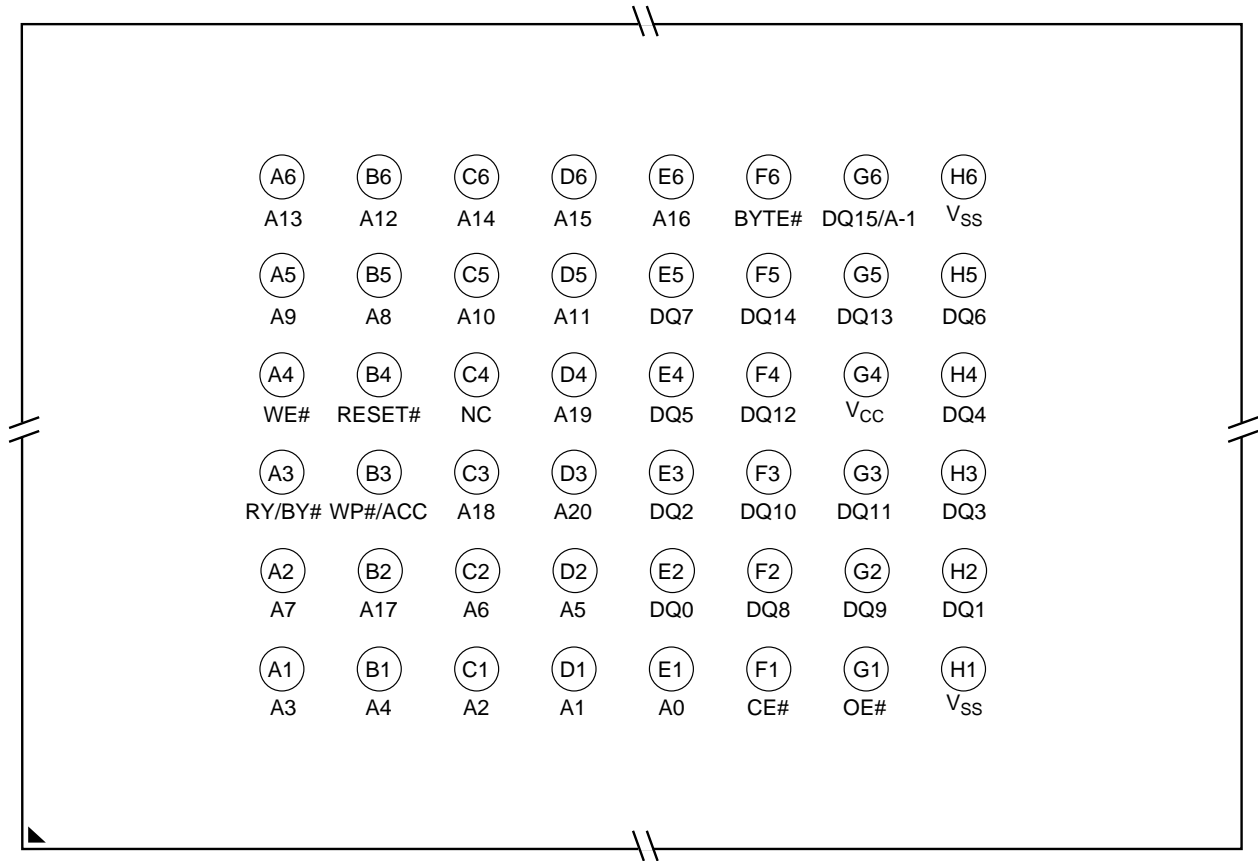 A6 B6 C6 D6 E6 F6 G6 H6
A13 A12 A14 A15 A16 BYTE# DQ15/A-1 VSS
A5 B5 C5 D5 E5 F5 G5 H5
A9 A8 A10 A11 DQ7 DQ14 DQ13 DQ6
A4 B4 C4 D4 E4 F4 G4 H4
WE# RESET# NC A19 DQ5 DQ12 VCC DQ4
A3 B3 C3 D3 E3 F3 G3 H3
RY/BY# WP#/ACC A18 A20 DQ2 DQ10 DQ11 DQ3
A2 B2 C2 D2 E2 F2 G2 H2
A7 A17 A6 A5 DQ0 DQ8 DQ9 DQ1
A1 B1 C1 D1 E1 F1 G1 H1
A3 A4 A2 A1 A0 CE# OE# VSS